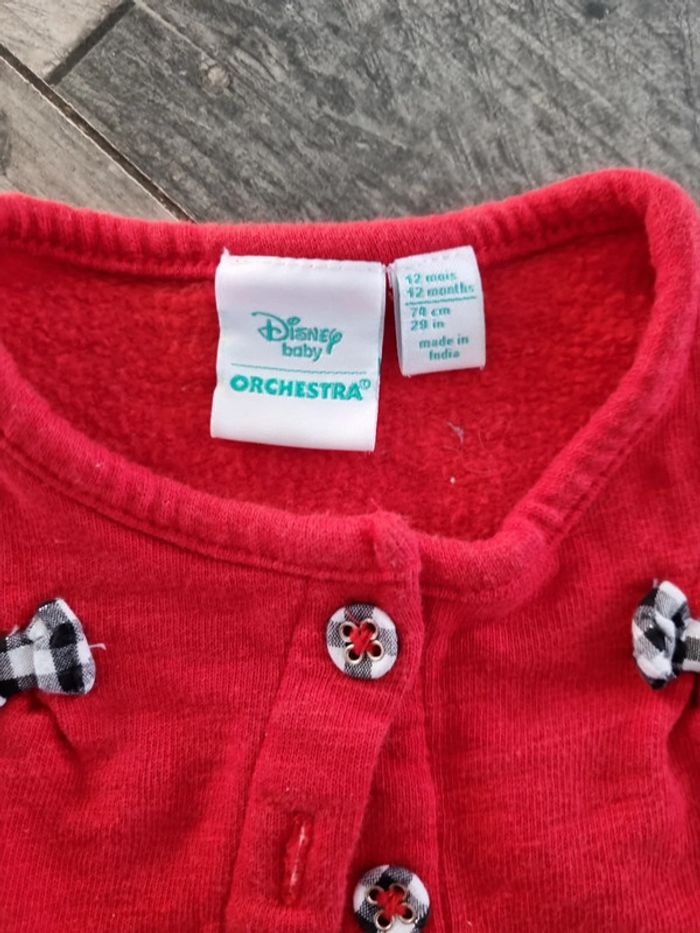 Disney
baby
ORCHESTRA®
12 mois
12 months
74 cm
29 in
made in
India